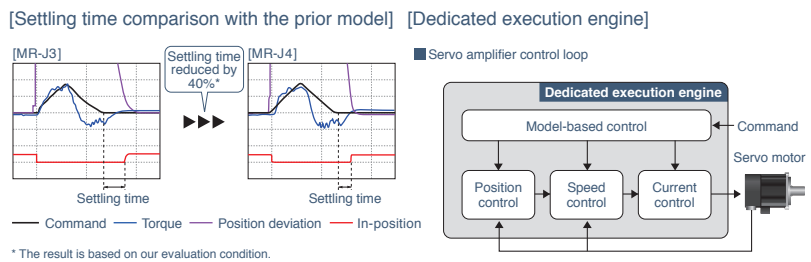 [Settling time comparison with the prior model]
[MR-J3]
Settling time
reduced by
40%*
[MR-J4]
Settling time
Settling time
Command
Torque
Position deviation
In-position
* The result is based on our evaluation condition.
[Dedicated execution engine]
Servo amplifier control loop
Dedicated execution engine
Model-based control
Command
Servo motor
Position
control
Speed
control
Current
control